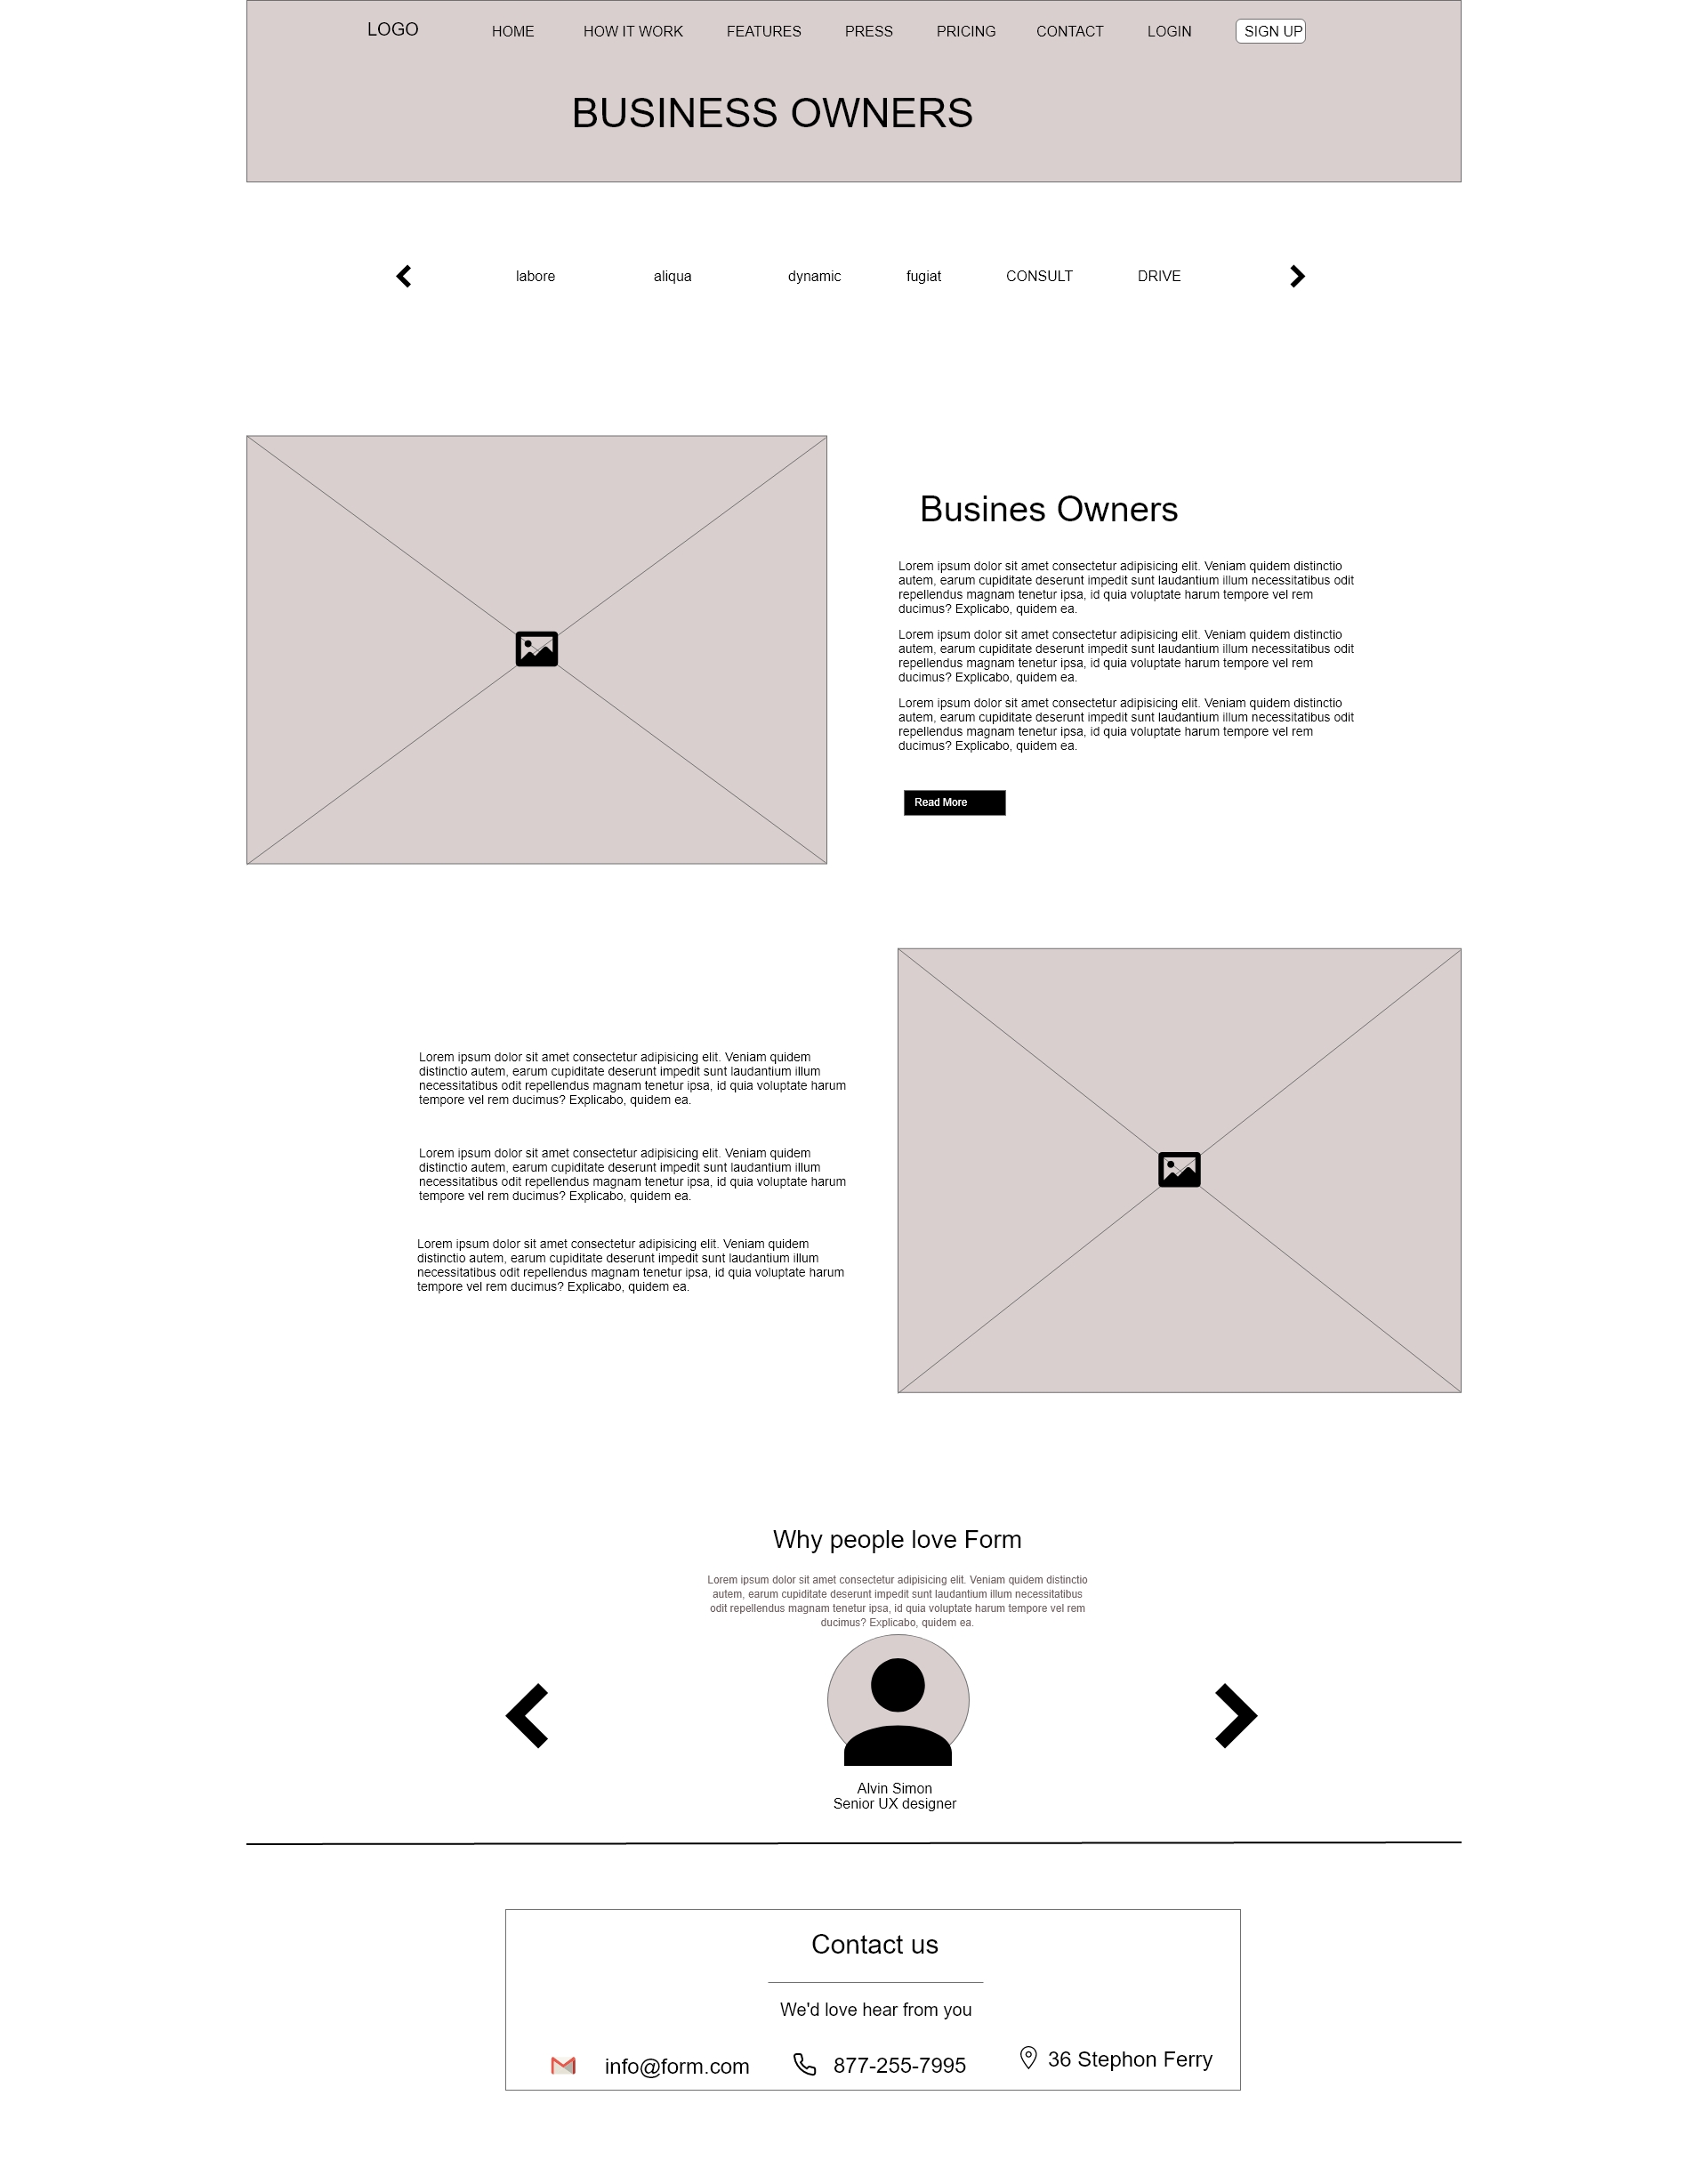 LOGO HOME HOW IT WORK FEATURES PRESS PRICING CONTACT LOGIN SIGN UP
BUSINESS OWNERS
labore aliqua dynamic fugiat CONSULT DRIVE
Busines Owners
Lorem ipsum dolor sit amet consectetur adipisicing elit. Veniam quidem distinctio
autem, earum cupiditate deserunt impedit sunt laudantium illum necessitatibus odit
repellendus magnam tenetur ipsa, id quia voluptate harum tempore vel rem
ducimus? Explicabo, quidem ea.
Lorem ipsum dolor sit amet consectetur adipisicing elit. Veniam quidem distinctio
autem, earum cupiditate deserunt impedit sunt laudantium illum necessitatibus odit
repellendus magnam tenetur ipsa, id quia voluptate harum tempore vel rem
ducimus? Explicabo, quidem ea.
Lorem ipsum dolor sit amet consectetur adipisicing elit. Veniam quidem distinctio
autem, earum cupiditate deserunt impedit sunt laudantium illum necessitatibus odit
repellendus magnam tenetur ipsa, id quia voluptate harum tempore vel rem
ducimus? Explicabo, quidem ea.
Read More
Lorem ipsum dolor sit amet consectetur adipisicing elit. Veniam quidem
distinctio autem, earum cupiditate deserunt impedit sunt laudantium illum
necessitatibus odit repellendus magnam tenetur ipsa, id quia voluptate harum
tempore vel rem ducimus? Explicabo, quidem ea.
Lorem ipsum dolor sit amet consectetur adipisicing elit. Veniam quidem
distinctio autem, earum cupiditate deserunt impedit sunt laudantium illum
necessitatibus odit repellendus magnam tenetur ipsa, id quia voluptate harum
tempore vel rem ducimus? Explicabo, quidem ea.
Lorem ipsum dolor sit amet consectetur adipisicing elit. Veniam quidem
distinctio autem, earum cupiditate deserunt impedit sunt laudantium illum
necessitatibus odit repellendus magnam tenetur ipsa, id quia voluptate harum
tempore vel rem ducimus? Explicabo, quidem ea.
Why people love Form
Lorem ipsum dolor sit amet consectetur adipisicing elit. Veniam quidem distinctio
autem, earum cupiditate deserunt impedit sunt laudantium illum necessitatibus
odit repellendus magnam tenetur ipsa, id quia voluptate harum tempore vel rem
ducimus? Explicabo, quidem ea.
Alvin Simon
Senior UX designer
Contact us
We'd love hear from you
info@form.com 877-255-7995 36 Stephon Ferry